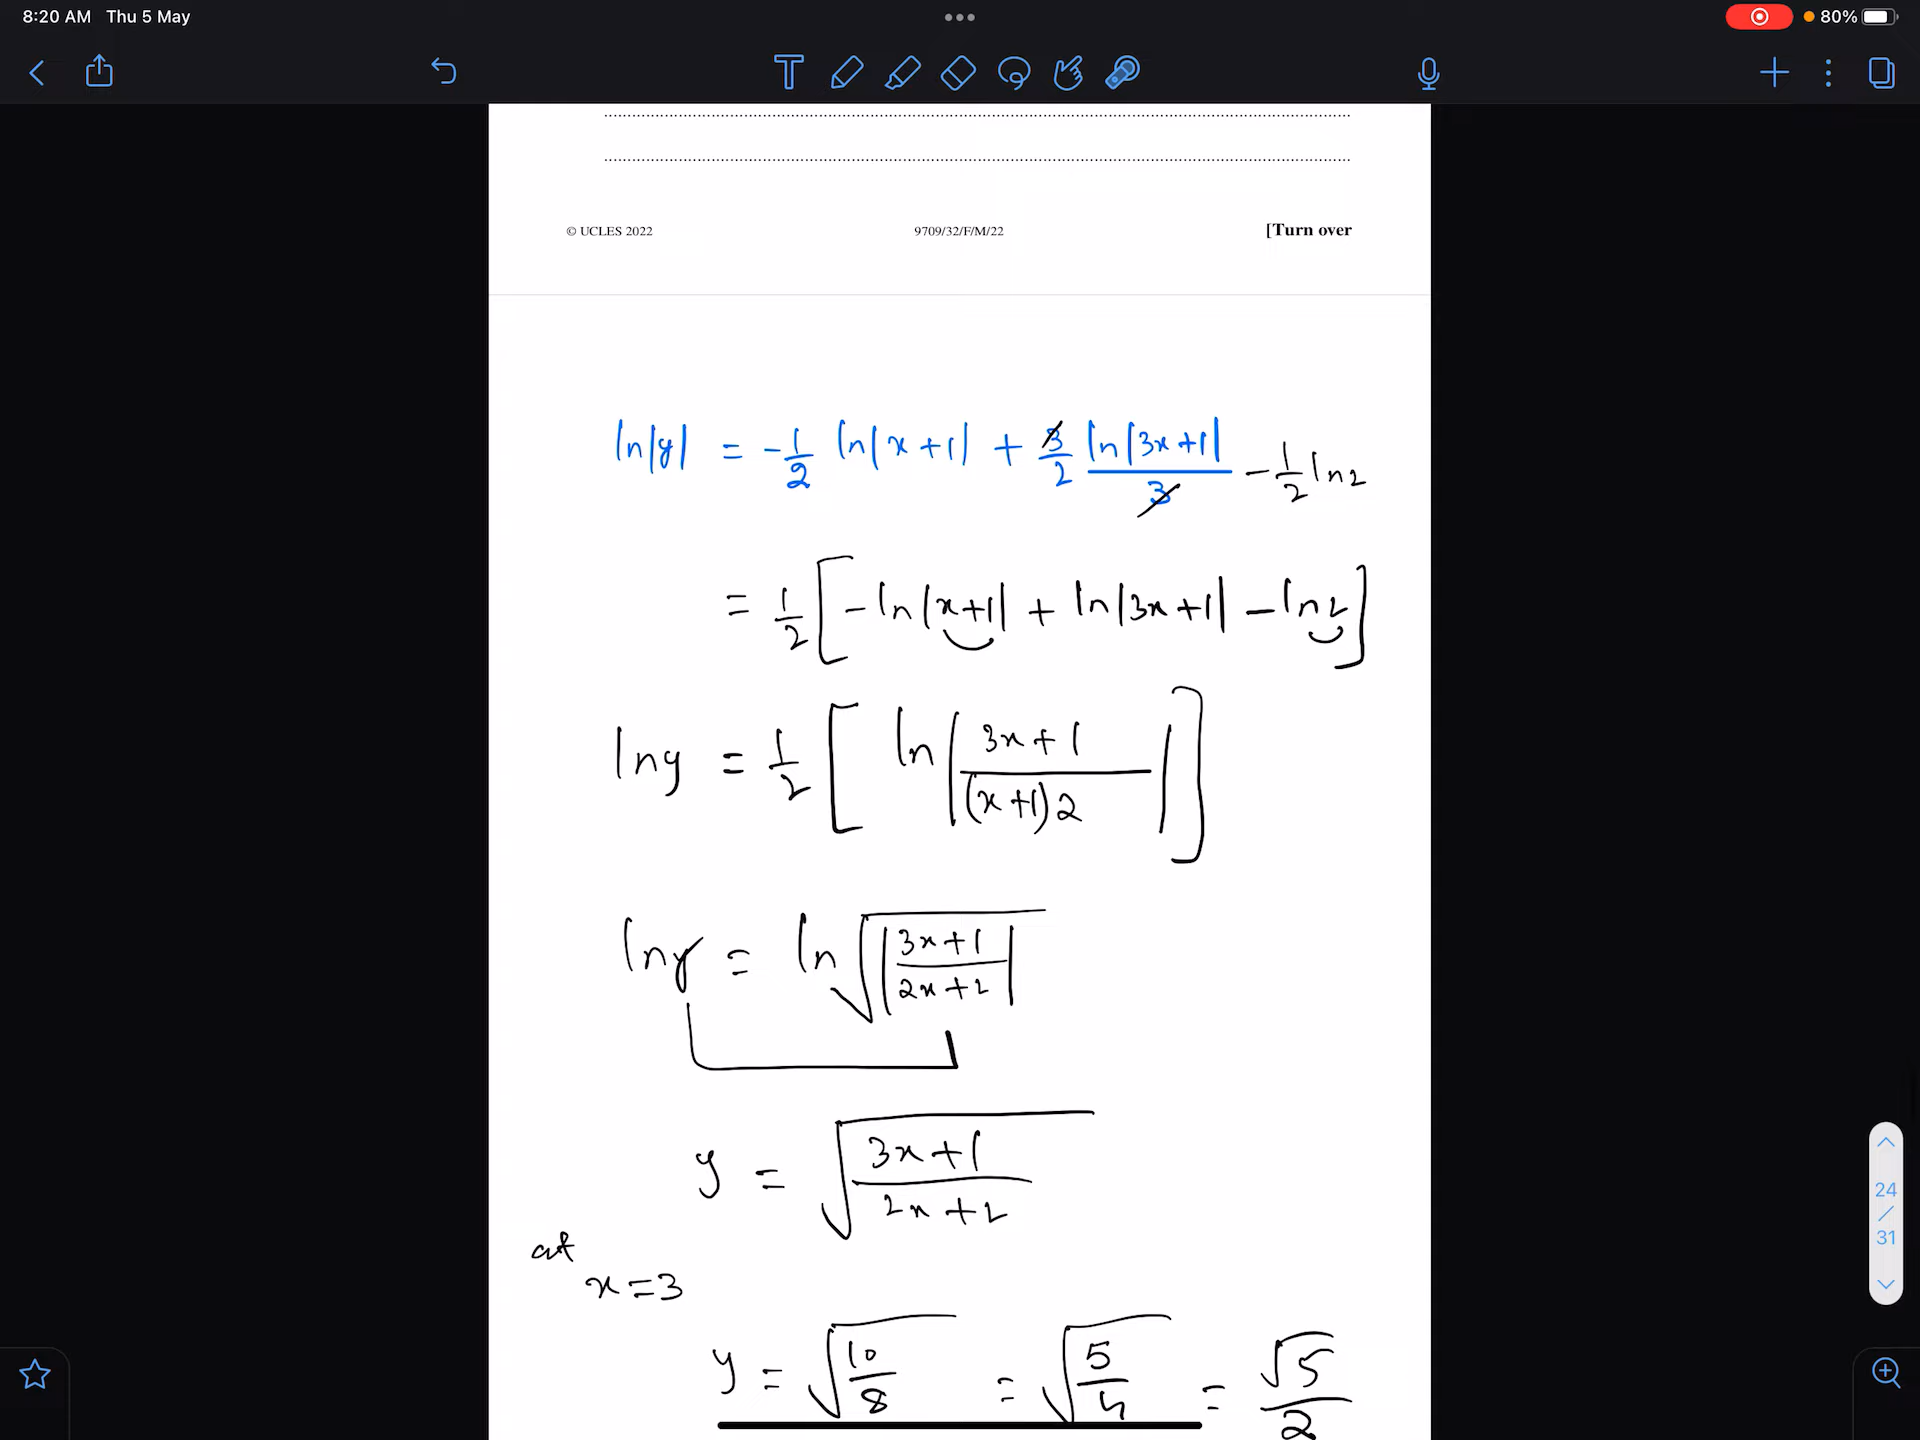 8:20 AM Thu 5 May
80%
© UCLES 2022 9709/32/F/M/22 [Turn over
ln|y| = -1/2 ln|x+1| + 3/2 ln|3x+1|/3 - 1/2 ln2
= 1/2 [-ln|x+1| + ln|3x+1| - ln2]
lny = 1/2 [ ln |3x+1/(x+1)2| ]
lny = ln √|3x+1/2x+2|
y = √(3x+1/2x+2)
at
x=3
y = √(10/8) = √(5/4) = √5/2
24
/
31